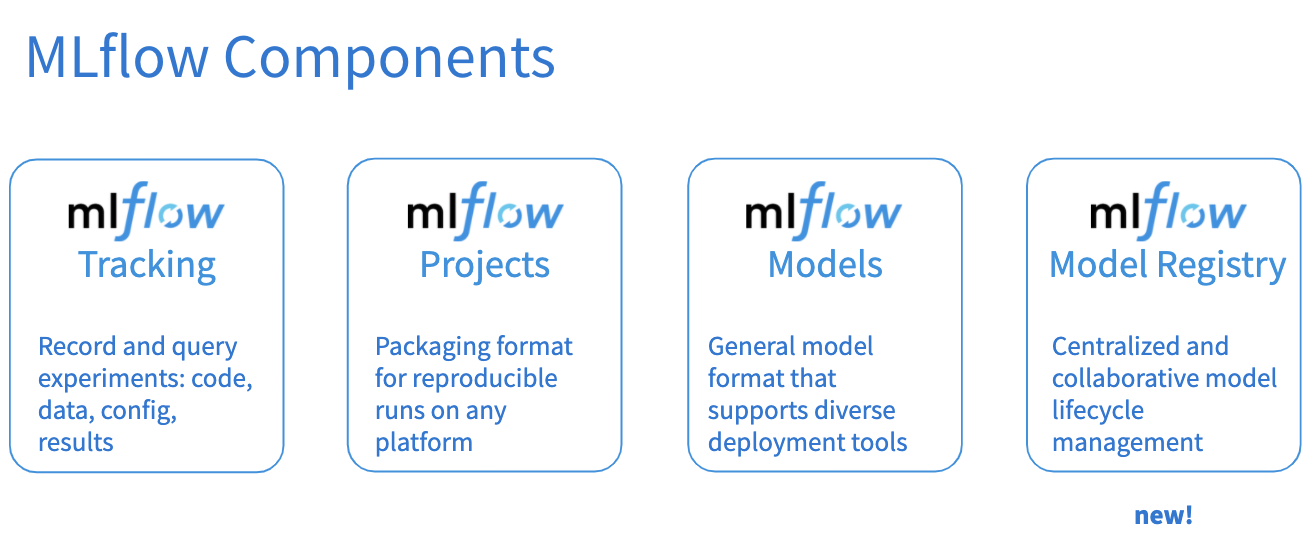 MLflow Components
mlflow
Tracking
Record and query
experiments: code,
data, config,
results
mlflow
Projects
Packaging format
for reproducible
runs on any
platform
mlflow
Models
General model
format that
supports diverse
deployment tools
mlflow
Model Registry
Centralized and
collaborative model
lifecycle
management
new!